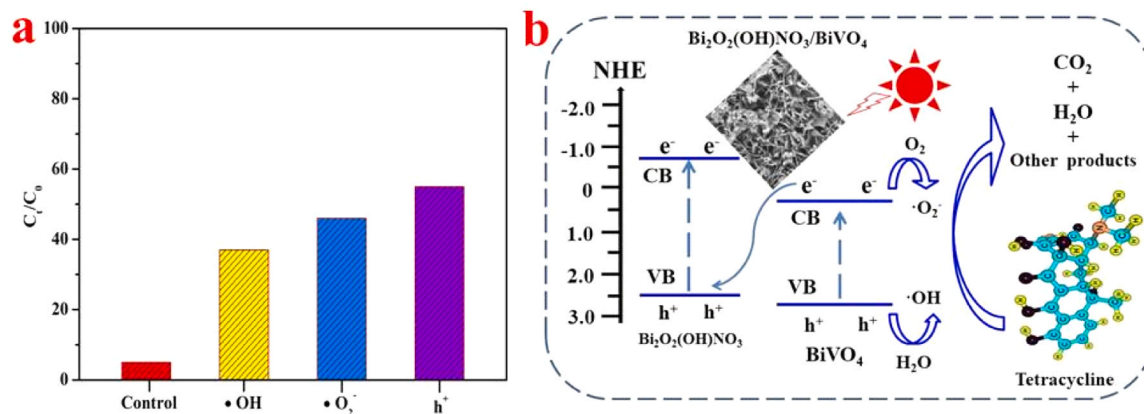 a
100
80
60
40
20
0
Cₜ/C₀
Control
• OH
• O₂⁻
h⁺
b
Bi₂O₂(OH)NO₃/BiVO₄
NHE
-2.0
-1.0
0
1.0
2.0
3.0
e⁻ e⁻
CB
VB
h⁺ h⁺
Bi₂O₂(OH)NO₃
e⁻ e⁻
CB
VB
h⁺ h⁺
BiVO₄
O₂
·O₂⁻
·OH
H₂O
CO₂
+
H₂O
+
Other products
Tetracycline